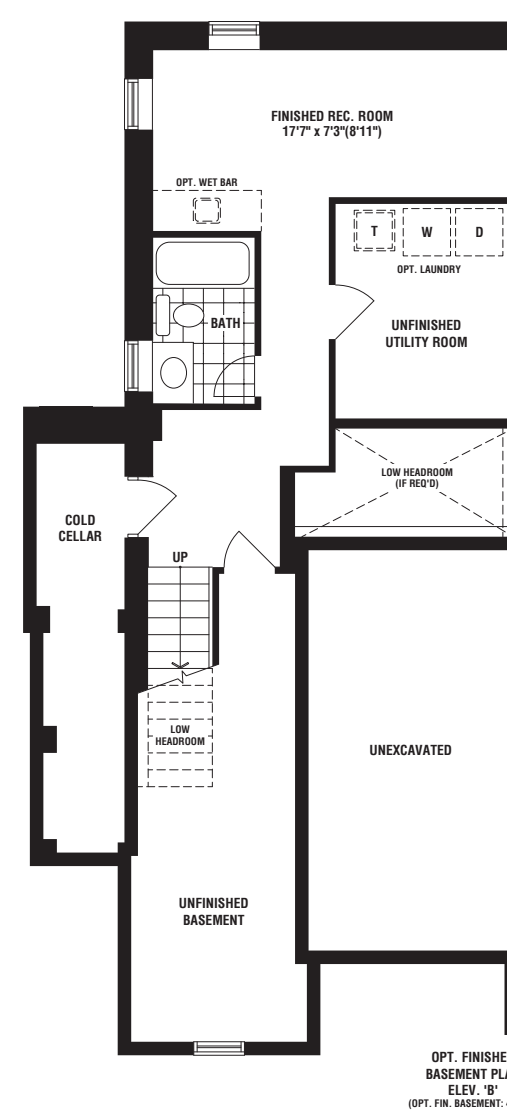 FINISHED REC. ROOM
17'7" x 7'3"(8'11")
OPT. WET BAR
T
W
D
OPT. LAUNDRY
BATH
UNFINISHED
UTILITY ROOM
LOW HEADROOM
(IF REQ'D)
COLD
CELLAR
UP
LOW
HEADROOM
UNEXCAVATED
UNFINISHED
BASEMENT
OPT. FINISHE
BASEMENT PLA
ELEV. 'B'
(OPT. FIN. BASEMENT: